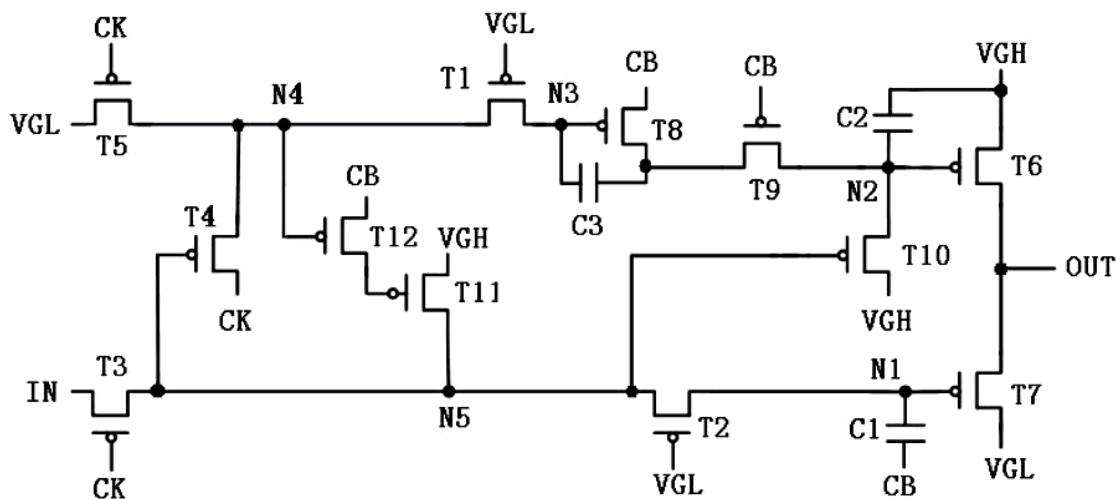 CK
VGL
VGH
T1
CB
CB
N4
N3
C2
VGL
T5
T8
T6
T9
N2
CB
C3
T4
T12
VGH
T10
OUT
T11
CK
VGH
T3
N1
IN
T7
N5
T2
C1
CK
VGL
CB
VGL